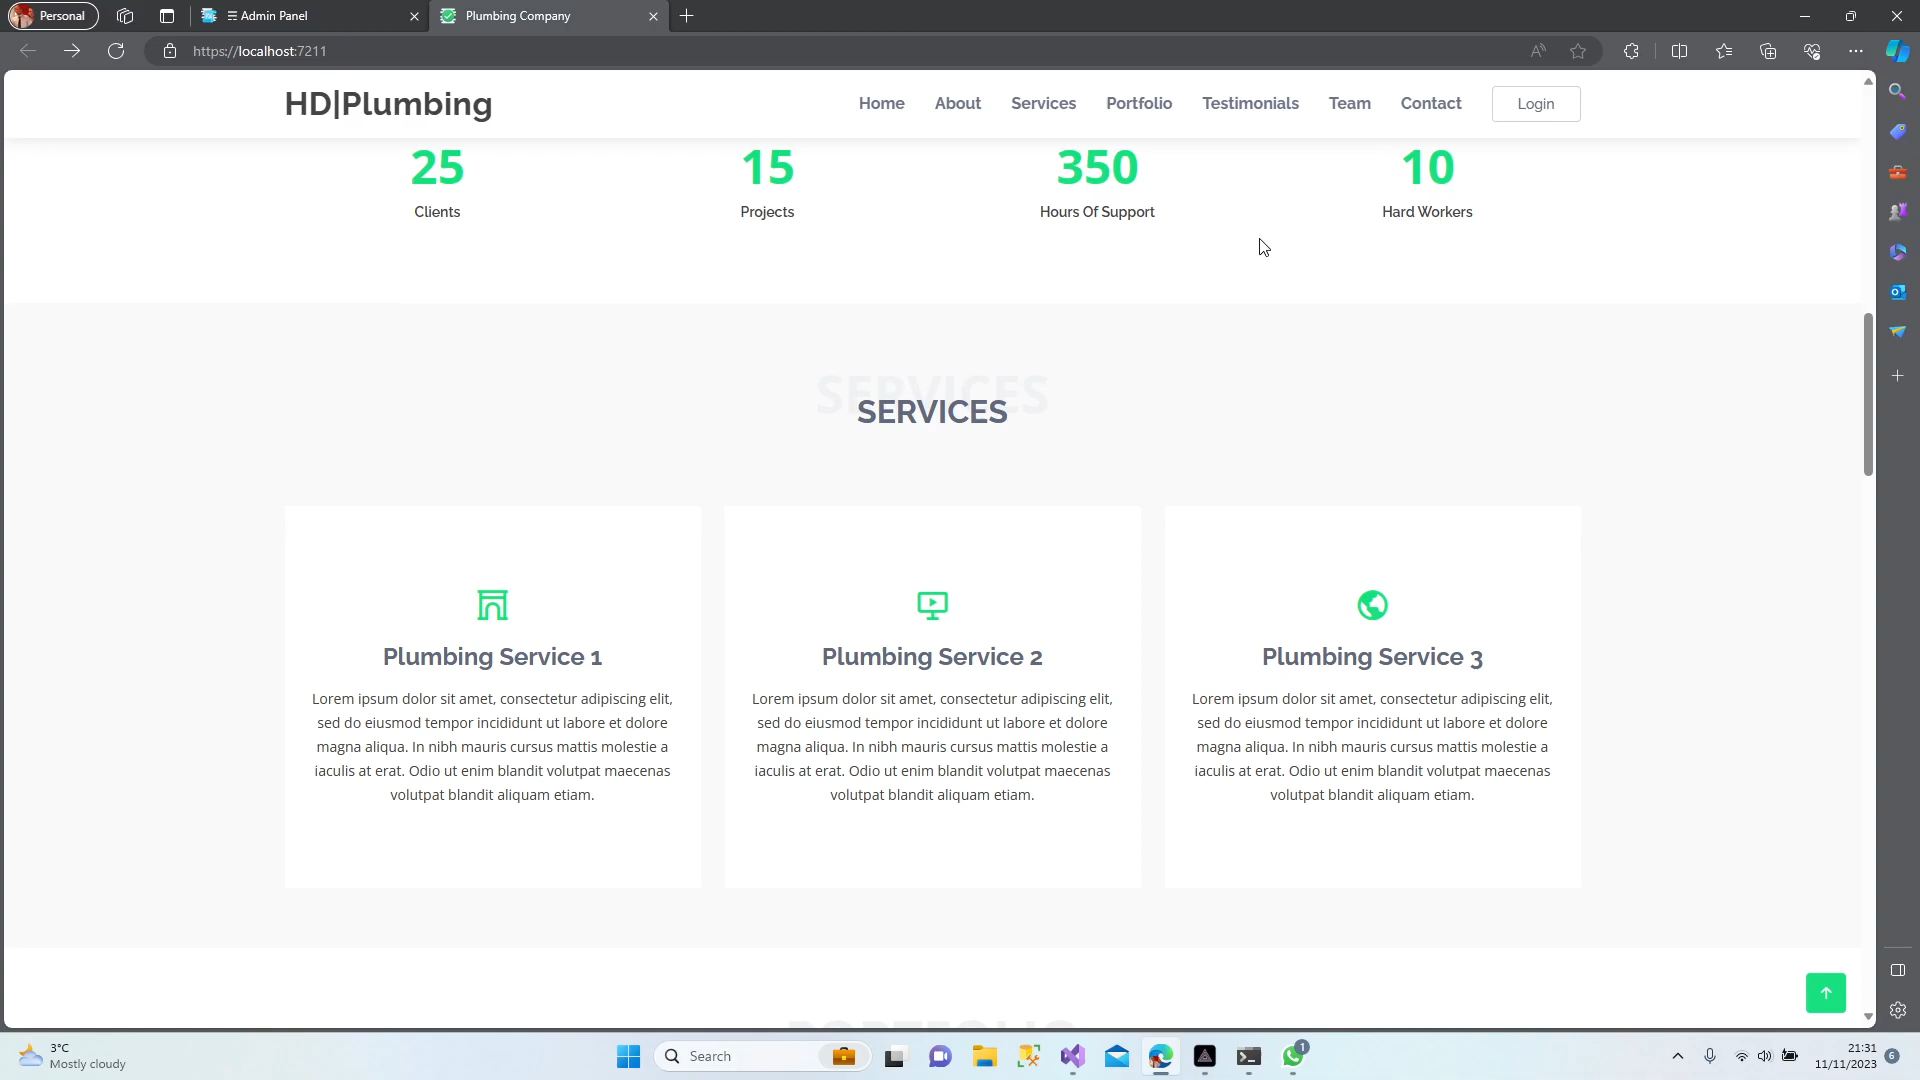 Personal
☰ Admin Panel
Plumbing Company
https://localhost:7211
HD|Plumbing
Home
About
Services
Portfolio
Testimonials
Team
Contact
Login
25
15
350
10
Clients
Projects
Hours Of Support
Hard Workers
SERVICES
SERVICES
Plumbing Service 1
Lorem ipsum dolor sit amet, consectetur adipiscing elit,
sed do eiusmod tempor incididunt ut labore et dolore
magna aliqua. In nibh mauris cursus mattis molestie a
iaculis at erat. Odio ut enim blandit volutpat maecenas
volutpat blandit aliquam etiam.
Plumbing Service 2
Lorem ipsum dolor sit amet, consectetur adipiscing elit,
sed do eiusmod tempor incididunt ut labore et dolore
magna aliqua. In nibh mauris cursus mattis molestie a
iaculis at erat. Odio ut enim blandit volutpat maecenas
volutpat blandit aliquam etiam.
Plumbing Service 3
Lorem ipsum dolor sit amet, consectetur adipiscing elit,
sed do eiusmod tempor incididunt ut labore et dolore
magna aliqua. In nibh mauris cursus mattis molestie a
iaculis at erat. Odio ut enim blandit volutpat maecenas
volutpat blandit aliquam etiam.
PORTFOLIO
3°C
Mostly cloudy
Search
1
21:31
11/11/2023
6